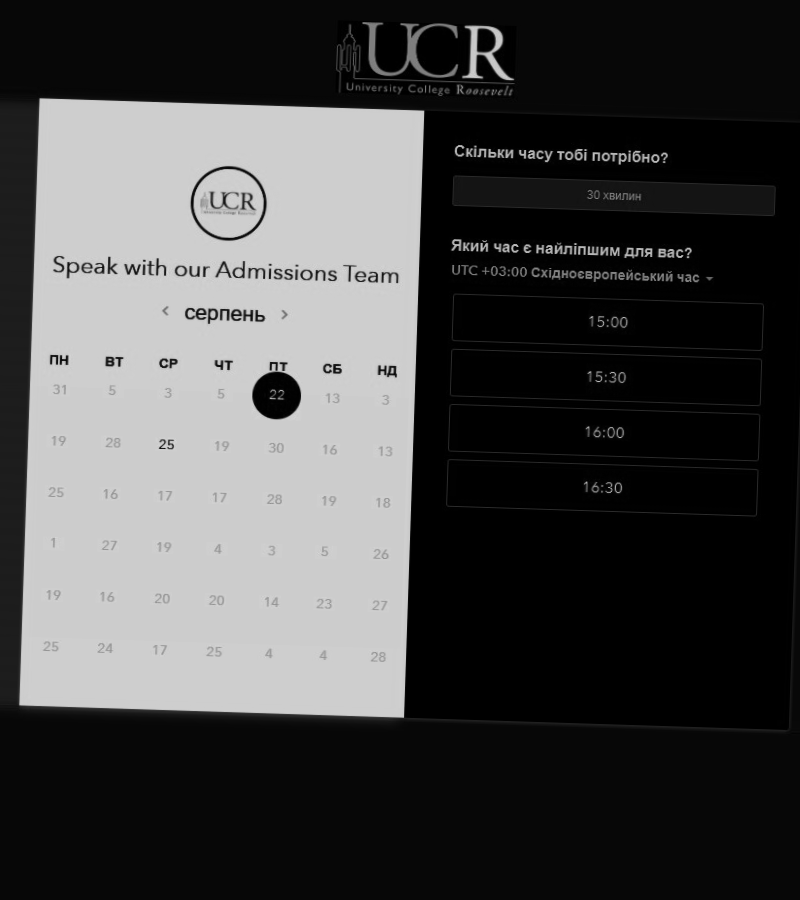 UCR
University College Roosevelt
UCR
University College Roosevelt
Speak with our Admissions Team
серпень
ПН ВТ СР ЧТ ПТ СБ НД
31 5 3 5 22 13 3
19 28 25 19 30 16 13
25 16 17 17 28 19 18
1 27 19 4 3 5 26
19 16 20 20 14 23 27
25 24 17 25 4 4 28
Скільки часу тобі потрібно?
30 хвилин
Який час є найліпшим для вас?
UTC +03:00 Східноєвропейський час
15:00
15:30
16:00
16:30